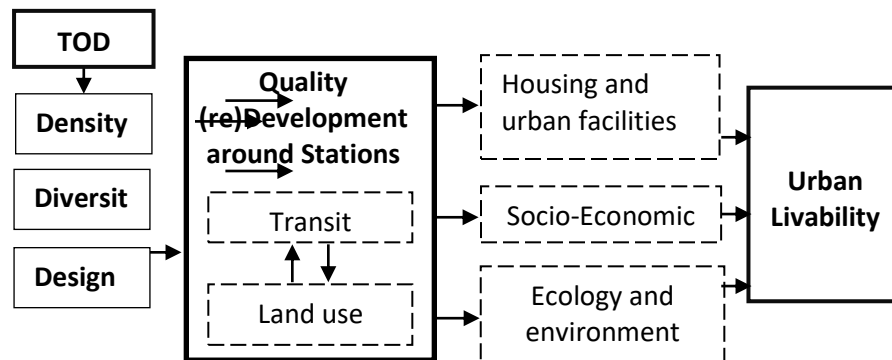 TOD
Density
Diversit
Design
Quality
(re)Development
around Stations
Transit
Land use
Housing and
urban facilities
Socio-Economic
Ecology and
environment
Urban
Livability